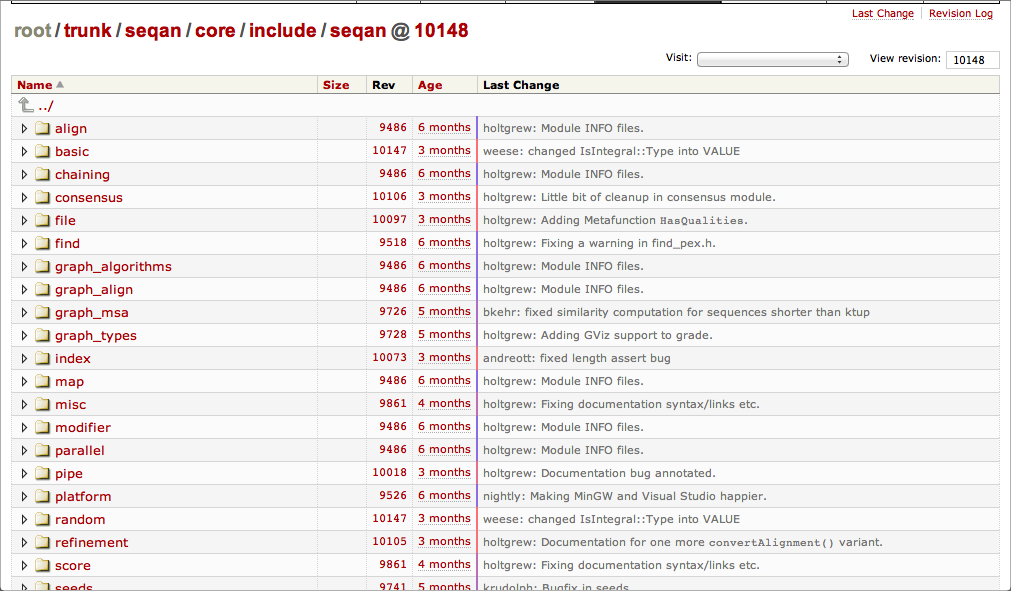 Last Change Revision Log
root / trunk / seqan / core / include / seqan @ 10148
Visit: View revision: 10148
Name Size Rev Age Last Change
../
align 9486 6 months holtgrew: Module INFO files.
basic 10147 3 months weese: changed IsIntegral::Type into VALUE
chaining 9486 6 months holtgrew: Module INFO files.
consensus 10106 3 months holtgrew: Little bit of cleanup in consensus module.
file 10097 3 months holtgrew: Adding Metafunction HasQualities.
find 9518 6 months holtgrew: Fixing a warning in find_pex.h.
graph_algorithms 9486 6 months holtgrew: Module INFO files.
graph_align 9486 6 months holtgrew: Module INFO files.
graph_msa 9726 5 months bkehr: fixed similarity computation for sequences shorter than ktup
graph_types 9728 5 months holtgrew: Adding GViz support to grade.
index 10073 3 months andreott: fixed length assert bug
map 9486 6 months holtgrew: Module INFO files.
misc 9861 4 months holtgrew: Fixing documentation syntax/links etc.
modifier 9486 6 months holtgrew: Module INFO files.
parallel 9486 6 months holtgrew: Module INFO files.
pipe 10018 3 months holtgrew: Documentation bug annotated.
platform 9526 6 months nightly: Making MinGW and Visual Studio happier.
random 10147 3 months weese: changed IsIntegral::Type into VALUE
refinement 10105 3 months holtgrew: Documentation for one more convertAlignment() variant.
score 9861 4 months holtgrew: Fixing documentation syntax/links etc.
seeds 9741 5 months krudolph: Bugfix in seeds